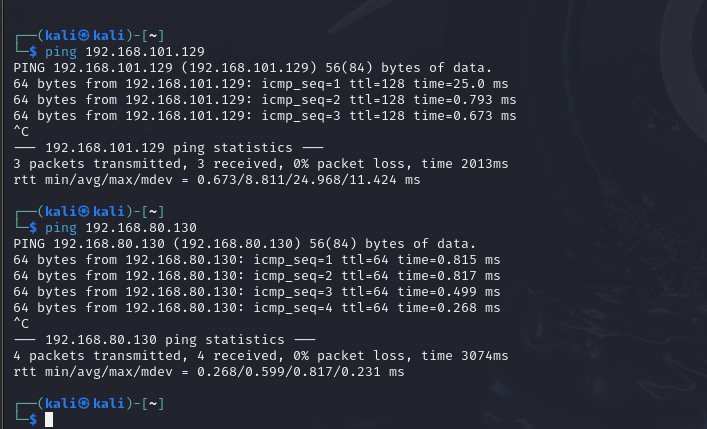 ┌──(kali㉿kali)-[~]
└─$ ping 192.168.101.129
PING 192.168.101.129 (192.168.101.129) 56(84) bytes of data.
64 bytes from 192.168.101.129: icmp_seq=1 ttl=128 time=25.0 ms
64 bytes from 192.168.101.129: icmp_seq=2 ttl=128 time=0.793 ms
64 bytes from 192.168.101.129: icmp_seq=3 ttl=128 time=0.673 ms
^C
--- 192.168.101.129 ping statistics ---
3 packets transmitted, 3 received, 0% packet loss, time 2013ms
rtt min/avg/max/mdev = 0.673/8.811/24.968/11.424 ms
┌──(kali㉿kali)-[~]
└─$ ping 192.168.80.130
PING 192.168.80.130 (192.168.80.130) 56(84) bytes of data.
64 bytes from 192.168.80.130: icmp_seq=1 ttl=64 time=0.815 ms
64 bytes from 192.168.80.130: icmp_seq=2 ttl=64 time=0.817 ms
64 bytes from 192.168.80.130: icmp_seq=3 ttl=64 time=0.499 ms
64 bytes from 192.168.80.130: icmp_seq=4 ttl=64 time=0.268 ms
^C
--- 192.168.80.130 ping statistics ---
4 packets transmitted, 4 received, 0% packet loss, time 3074ms
rtt min/avg/max/mdev = 0.268/0.599/0.817/0.231 ms
┌──(kali㉿kali)-[~]
└─$